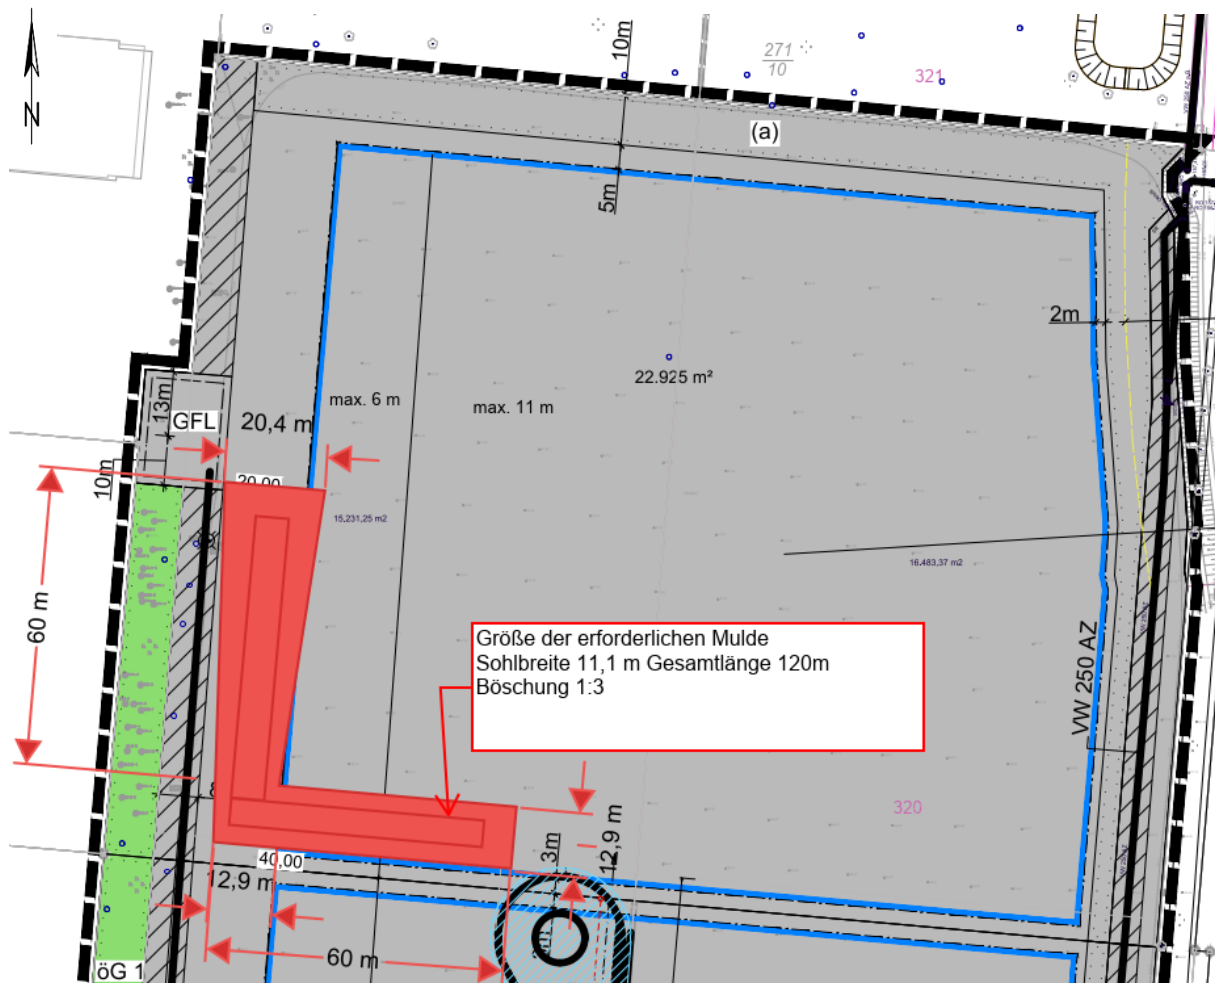 10m
271
10
321
(a)
N
5m
2m
22.925 m²
max. 6 m
max. 11 m
13m
GFL
20,4 m
10m
20,00
15,231,25 m2
16.483,37 m2
60 m
Größe der erforderlichen Mulde
Sohlbreite 11,1 m Gesamtlänge 120m
Böschung 1:3
VW 250 AZ
320
8
3m
12,9 m
40,00
12,9 m
60 m
öG 1